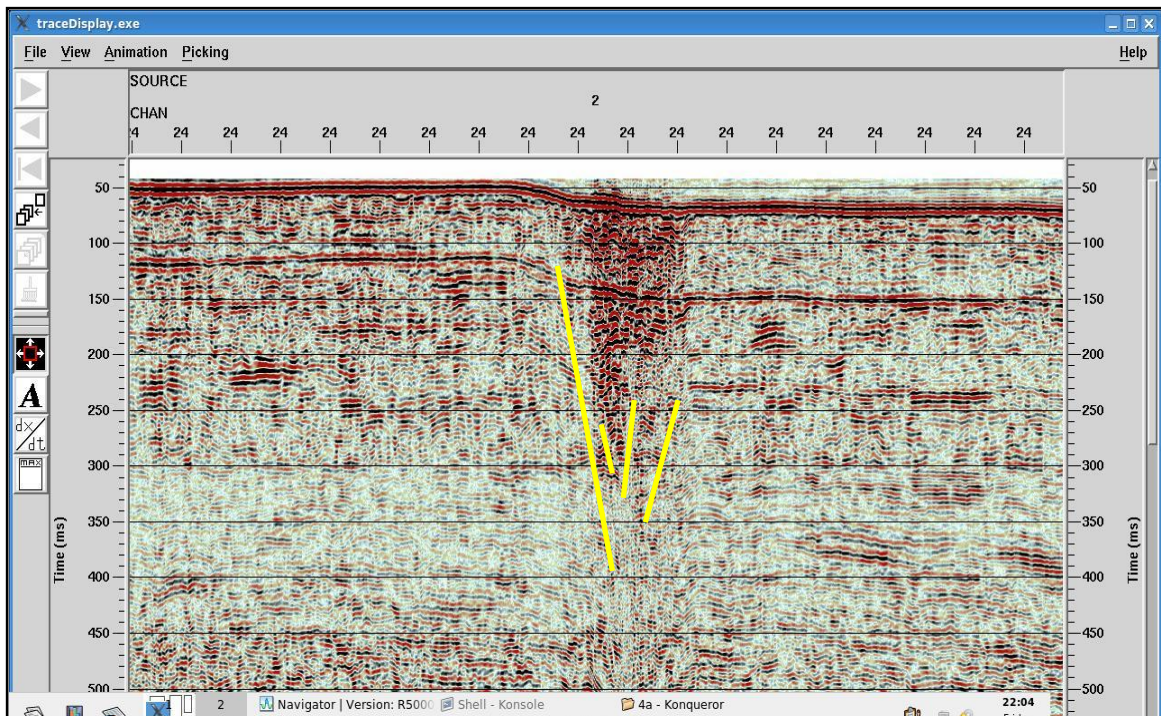 traceDisplay.exe
File View Animation Picking Help
SOURCE
2
CHAN
24 24 24 24 24 24 24 24 24 24 24 24 24 24 24 24 24 24
50 50
100 100
150 150
200 200
A
250 250
dx/dt
MAX
300 300
350 350
Time (ms) Time (ms)
400 400
450 450
500 500
1 2 Navigator | Version: R5000 Shell - Konsole 4a - Konqueror 22:04